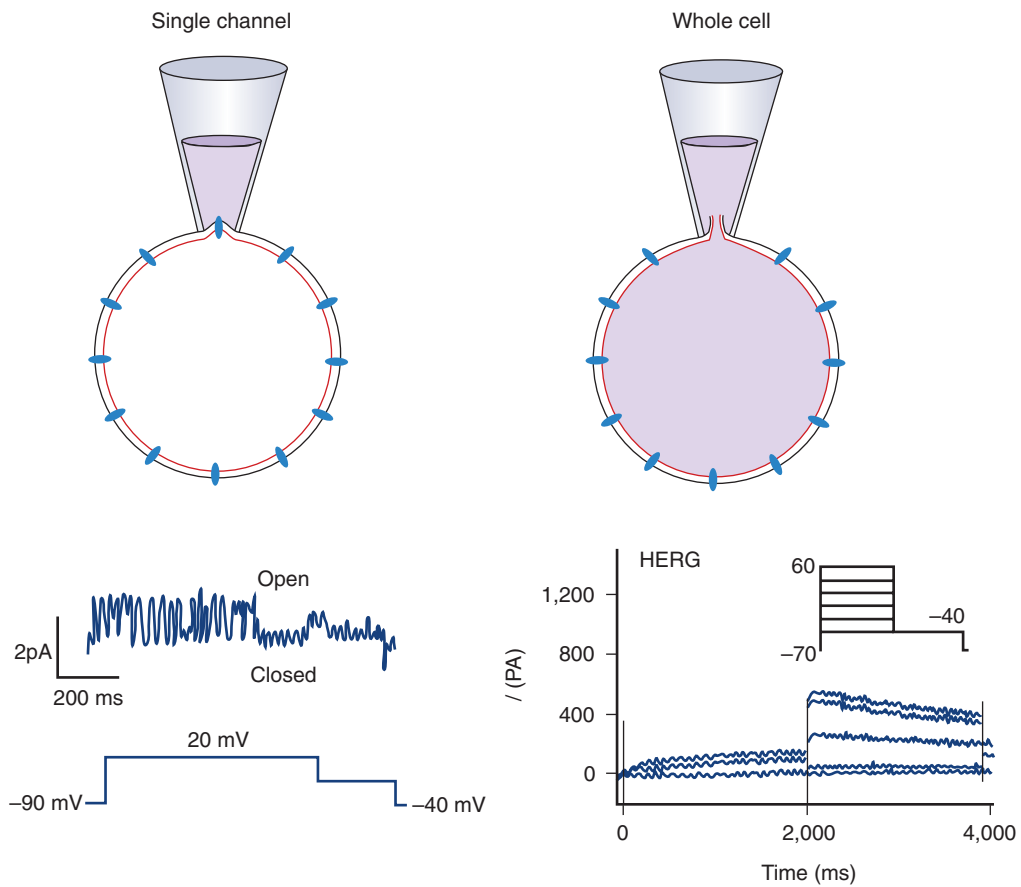 Single channel
Whole cell
Open
2pA
Closed
200 ms
20 mV
–90 mV
–40 mV
HERG
60
–40
–70
1,200
800
400
0
/ (PA)
0
2,000
4,000
Time (ms)